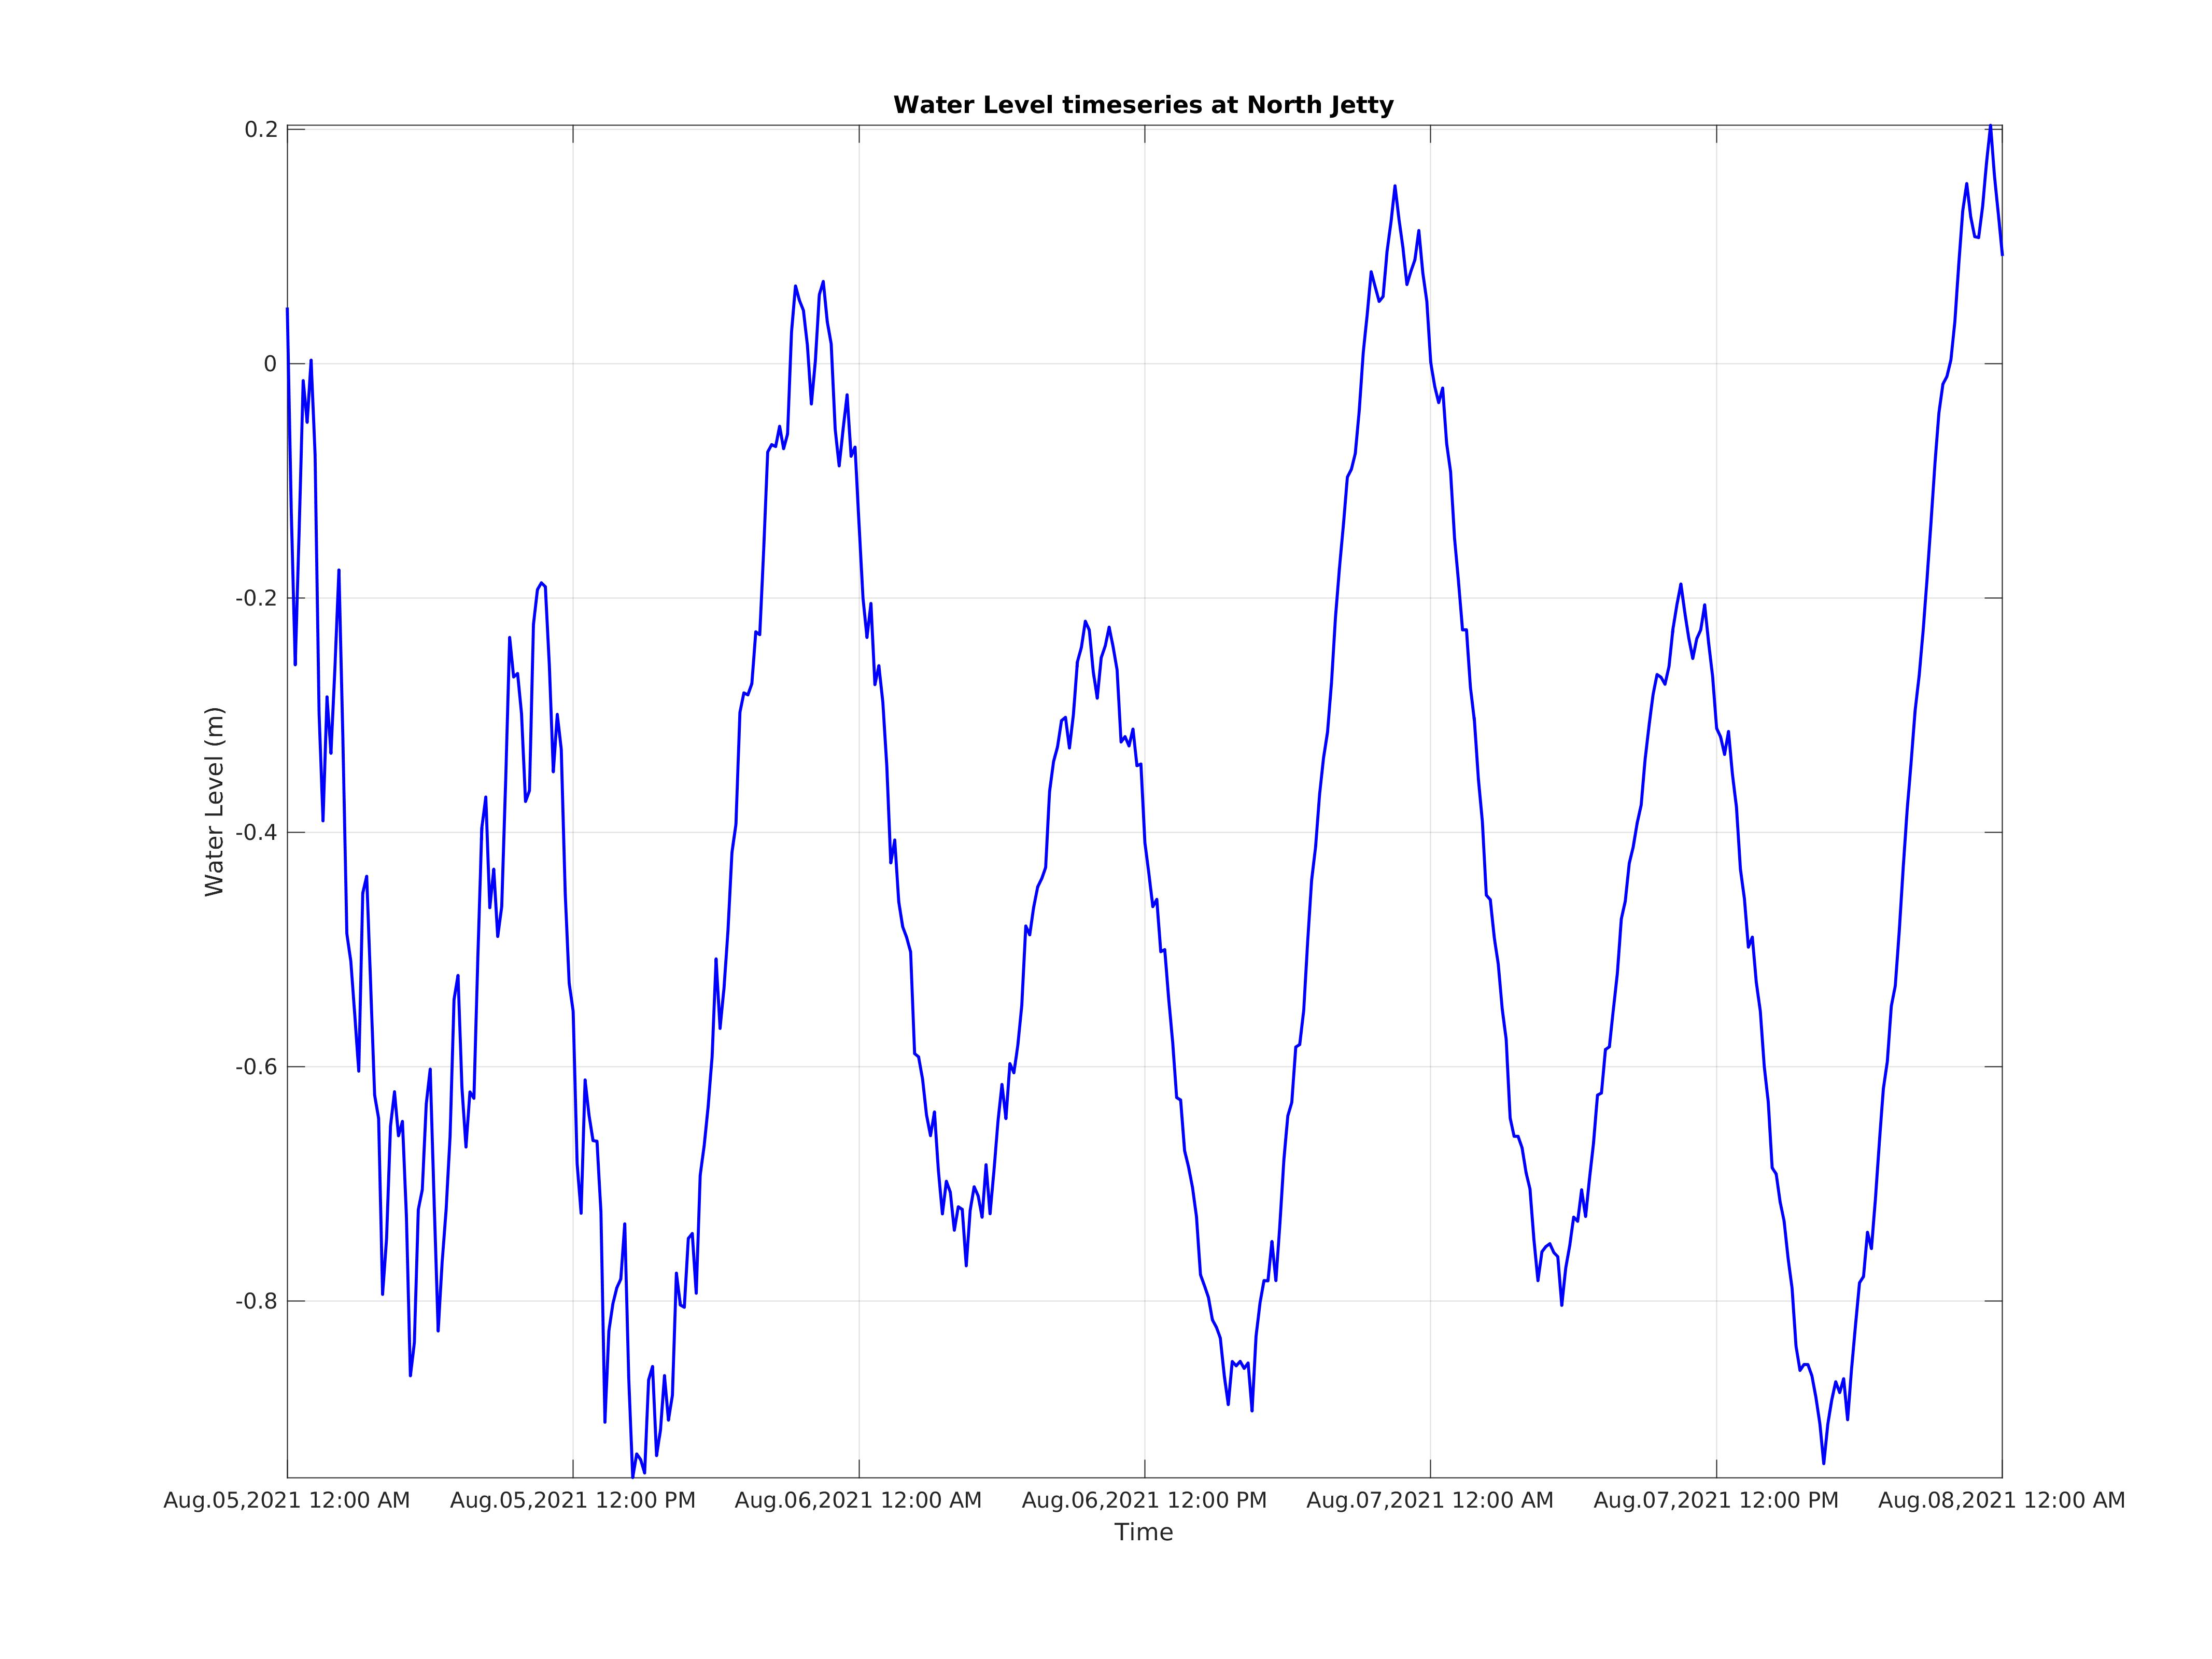 Water Level timeseries at North Jetty
0.2
0
-0.2
-0.4
-0.6
-0.8
Water Level (m)
Aug.05,2021 12:00 AM
Aug.05,2021 12:00 PM
Aug.06,2021 12:00 AM
Aug.06,2021 12:00 PM
Aug.07,2021 12:00 AM
Aug.07,2021 12:00 PM
Aug.08,2021 12:00 AM
Time